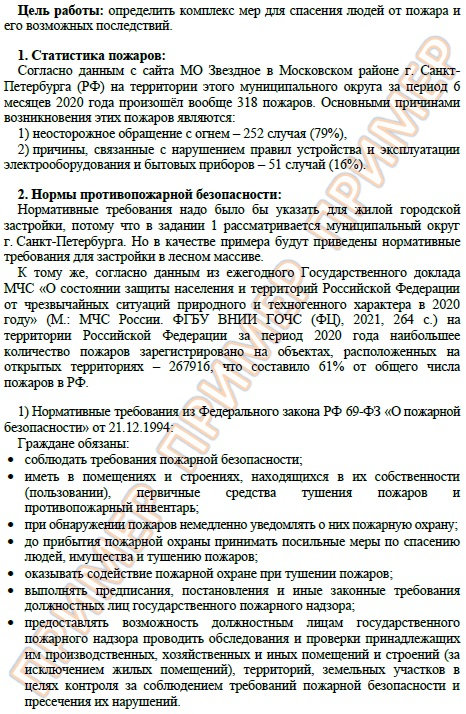 Цель работы: определить комплекс мер для спасения людей от пожара и
его возможных последствий.
1. Статистика пожаров:
Согласно данным с сайта МО Звездное в Московском районе г. Санкт-
Петербурга (РФ) на территории этого муниципального округа за период 6
месяцев 2020 года произошёл вообще 318 пожаров. Основными причинами
возникновения этих пожаров являются:
1) неосторожное обращение с огнем – 252 случая (79%),
2) причины, связанные с нарушением правил устройства и эксплуатации
электрооборудования и бытовых приборов – 51 случай (16%).
2. Нормы противопожарной безопасности:
Нормативные требования надо было бы указать для жилой городской
застройки, потому что в задании 1 рассматривается муниципальный округ
г. Санкт-Петербурга. Но в качестве примера будут приведены нормативные
требования для застройки в лесном массиве.
К тому же, согласно данным из ежегодного Государственного доклада
МЧС «О состоянии защиты населения и территорий Российской Федерации
от чрезвычайных ситуаций природного и техногенного характера в 2020
году» (М.: МЧС России. ФГБУ ВНИИ ГОЧС (ФЦ), 2021, 264 с.) на
территории Российской Федерации за период 2020 года наибольшее
количество пожаров зарегистрировано на объектах, расположенных на
открытых территориях – 267916, что составило 61% от общего числа
пожаров в РФ.
1) Нормативные требования из Федерального закона РФ 69-ФЗ «О пожарной
безопасности» от 21.12.1994:
Граждане обязаны:
• соблюдать требования пожарной безопасности;
• иметь в помещениях и строениях, находящихся в их собственности
(пользовании), первичные средства тушения пожаров и
противопожарный инвентарь;
• при обнаружении пожаров немедленно уведомлять о них пожарную охрану;
• до прибытия пожарной охраны принимать посильные меры по спасению
людей, имущества и тушению пожаров;
• оказывать содействие пожарной охране при тушении пожаров;
• выполнять предписания, постановления и иные законные требования
должностных лиц государственного пожарного надзора;
• предоставлять возможность должностным лицам государственного
пожарного надзора проводить обследования и проверки принадлежащих
им производственных, хозяйственных и иных помещений и строений (за
исключением жилых помещений), территорий, земельных участков в
целях контроля за соблюдением требований пожарной безопасности и
пресечения их нарушений.
ПРИМЕР ПРИМЕР ПРИМЕР ПРИМЕР